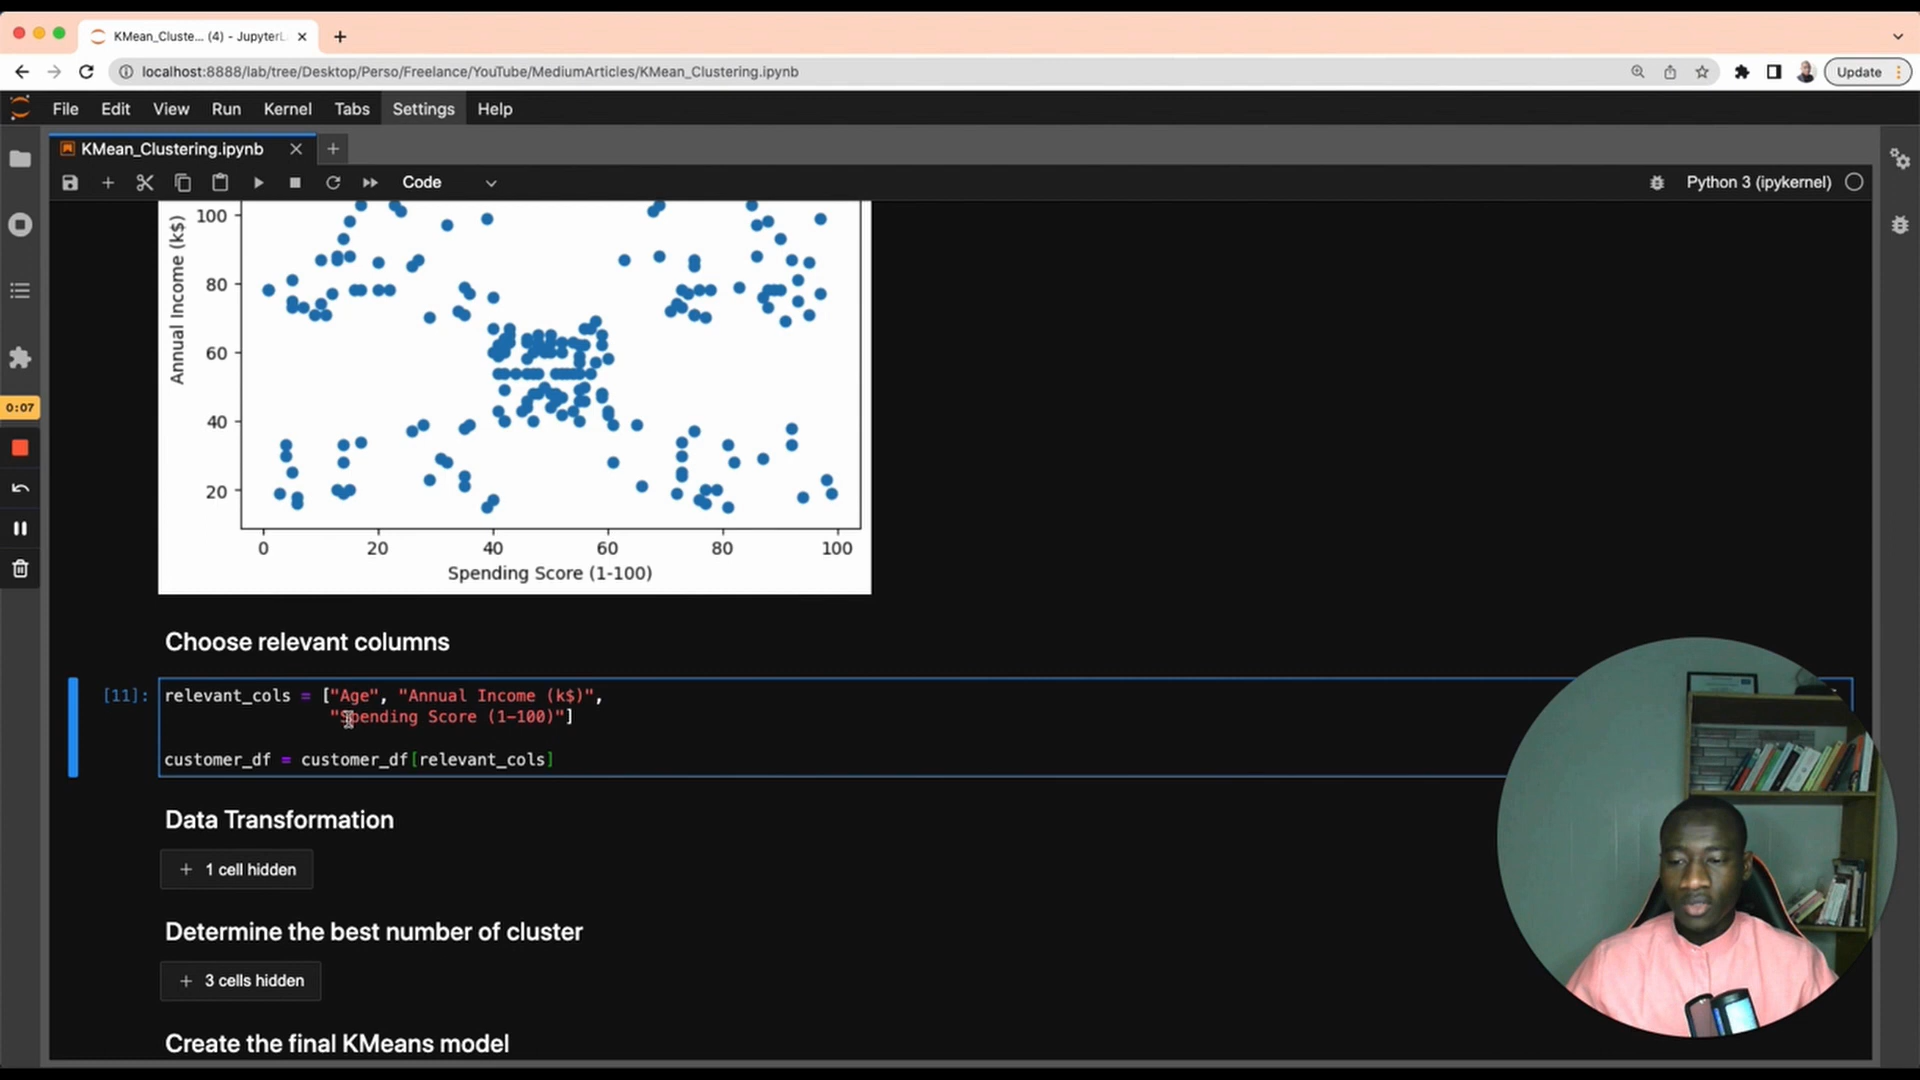 KMean_Cluste... (4) - JupyterL
localhost:8888/lab/tree/Desktop/Perso/Freelance/YouTube/MediumArticles/KMean_Clustering.ipynb
Update
File Edit View Run Kernel Tabs Settings Help
KMean_Clustering.ipynb
Code
Python 3 (ipykernel)
Annual Income (k$)
100
80
60
40
20
0 20 40 60 80 100
Spending Score (1-100)
0:07
Choose relevant columns
[11]: relevant_cols = ["Age", "Annual Income (k$)",
"Spending Score (1-100)"]
customer_df = customer_df[relevant_cols]
Data Transformation
+ 1 cell hidden
Determine the best number of cluster
+ 3 cells hidden
Create the final KMeans model